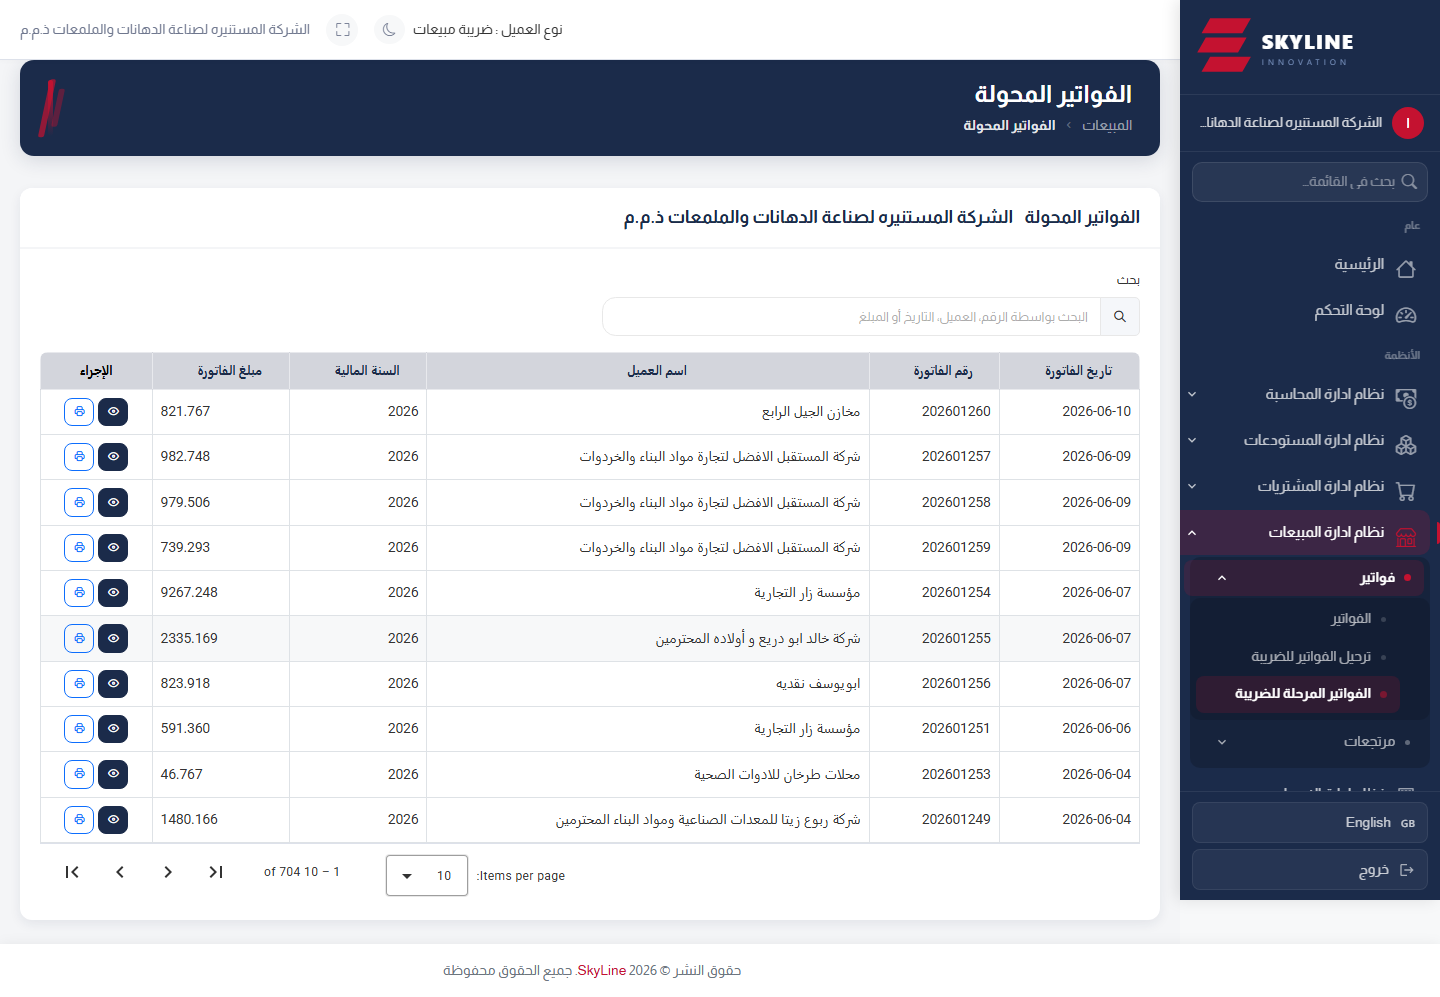 SKYLINE
INNOVATION
ا
الشركة المستنيره لصناعة الدهانا...
بحث في القائمة...
عام
الرئيسية
لوحة التحكم
الأنظمة
نظام ادارة المحاسبة
نظام ادارة المستودعات
نظام ادارة المشتريات
نظام ادارة المبيعات
فواتير
الفواتير
ترحيل الفواتير للضريبة
الفواتير المرحلة للضريبة
مرتجعات
GB English
خروج
نوع العميل : ضريبة مبيعات
الشركة المستنيره لصناعة الدهانات والملمعات ذ.م.م
الفواتير المحولة
المبيعات › الفواتير المحولة
الفواتير المحولة الشركة المستنيره لصناعة الدهانات والملمعات ذ.م.م
بحث
البحث بواسطة الرقم، العميل، التاريخ أو المبلغ
تاريخ الفاتورة رقم الفاتورة اسم العميل السنة المالية مبلغ الفاتورة الإجراء
2026-06-10 202601260 مخازن الجيل الرابع 2026 821.767
2026-06-09 202601257 شركة المستقبل الافضل لتجارة مواد البناء والخردوات 2026 982.748
2026-06-09 202601258 شركة المستقبل الافضل لتجارة مواد البناء والخردوات 2026 979.506
2026-06-09 202601259 شركة المستقبل الافضل لتجارة مواد البناء والخردوات 2026 739.293
2026-06-07 202601254 مؤسسة زار التجارية 2026 9267.248
2026-06-07 202601255 شركة خالد ابو دريع و أولاده المحترمين 2026 2335.169
2026-06-07 202601256 ابويوسف نقديه 2026 823.918
2026-06-06 202601251 مؤسسة زار التجارية 2026 591.360
2026-06-04 202601253 محلات طرخان للادوات الصحية 2026 46.767
2026-06-04 202601249 شركة ربوع زيتا للمعدات الصناعية ومواد البناء المحترمين 2026 1480.166
Items per page: 10
1 – 10 of 704
حقوق النشر © 2026 SkyLine. جميع الحقوق محفوظة